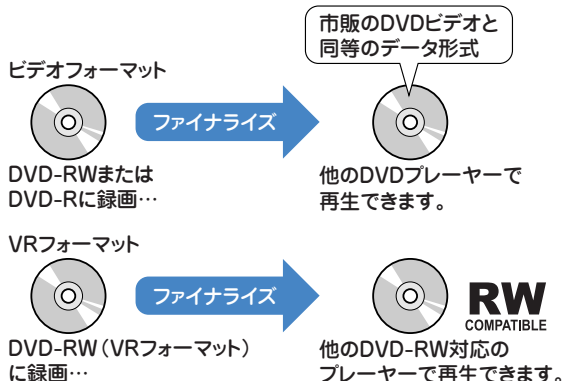 市販のDVDビデオと
同等のデータ形式
ビデオフォーマット
ファイナライズ
DVD-RWまたは
DVD-Rに録画…
他のDVDプレーヤーで
再生できます。
VRフォーマット
ファイナライズ
RW
COMPATIBLE
DVD-RW（VRフォーマット）
に録画…
他のDVD-RW対応の
プレーヤーで再生できます。